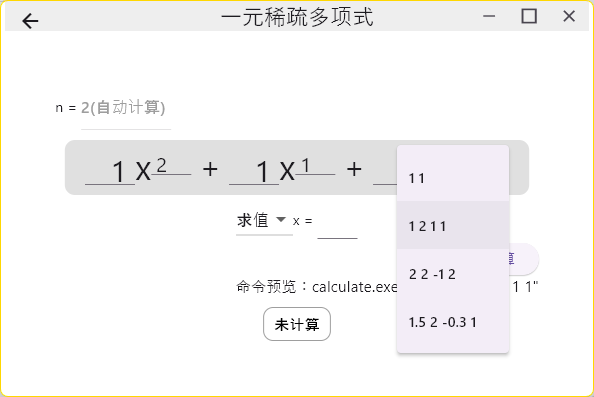 一元稀疏多项式
n = 2(自动计算)
1 X 2 + 1 X 1 +
1 1
1 2 1 1
2 2 -1 2
1.5 2 -0.3 1
求值 x =
算
命令预览：calculate.exe 1 1"
未计算